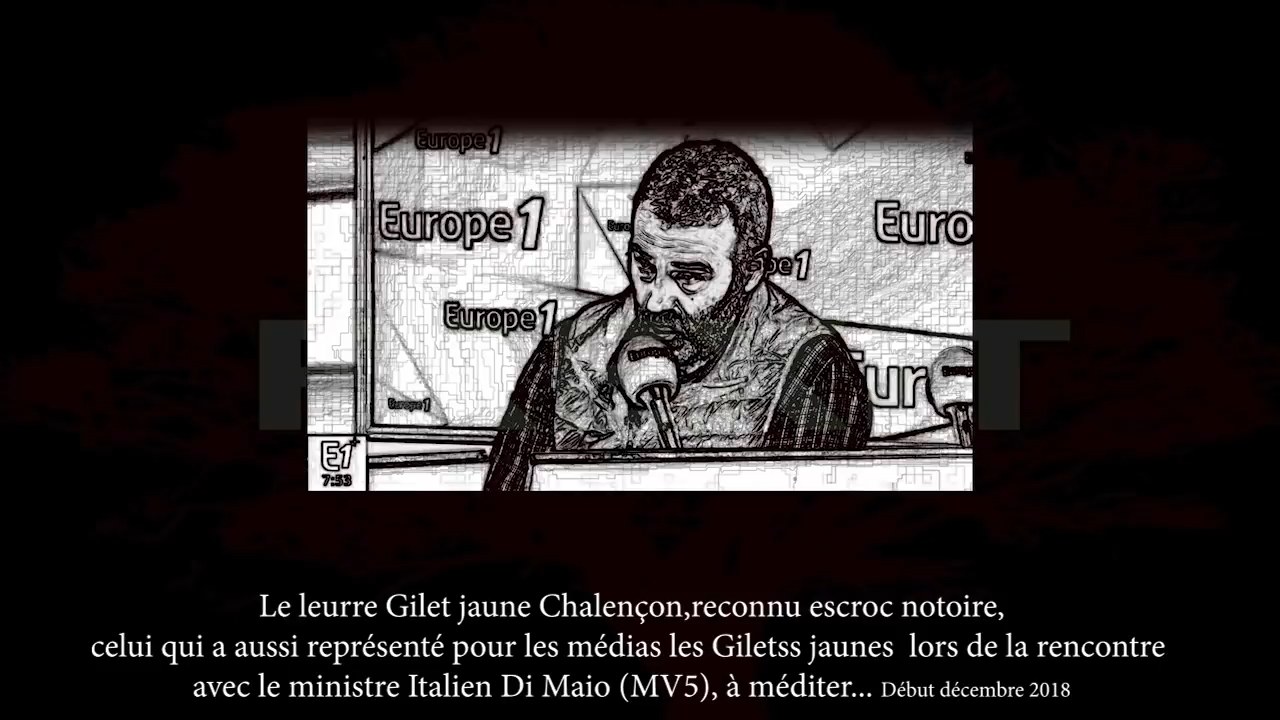 Europe 1
Europe 1
Euro
pe 1
Europe 1
Europe 1
E1+
7:53
Le leurre Gilet jaune Chalençon,reconnu escroc notoire,
celui qui a aussi représenté pour les médias les Giletss jaunes lors de la rencontre
avec le ministre Italien Di Maio (MV5), à méditer... Début décembre 2018